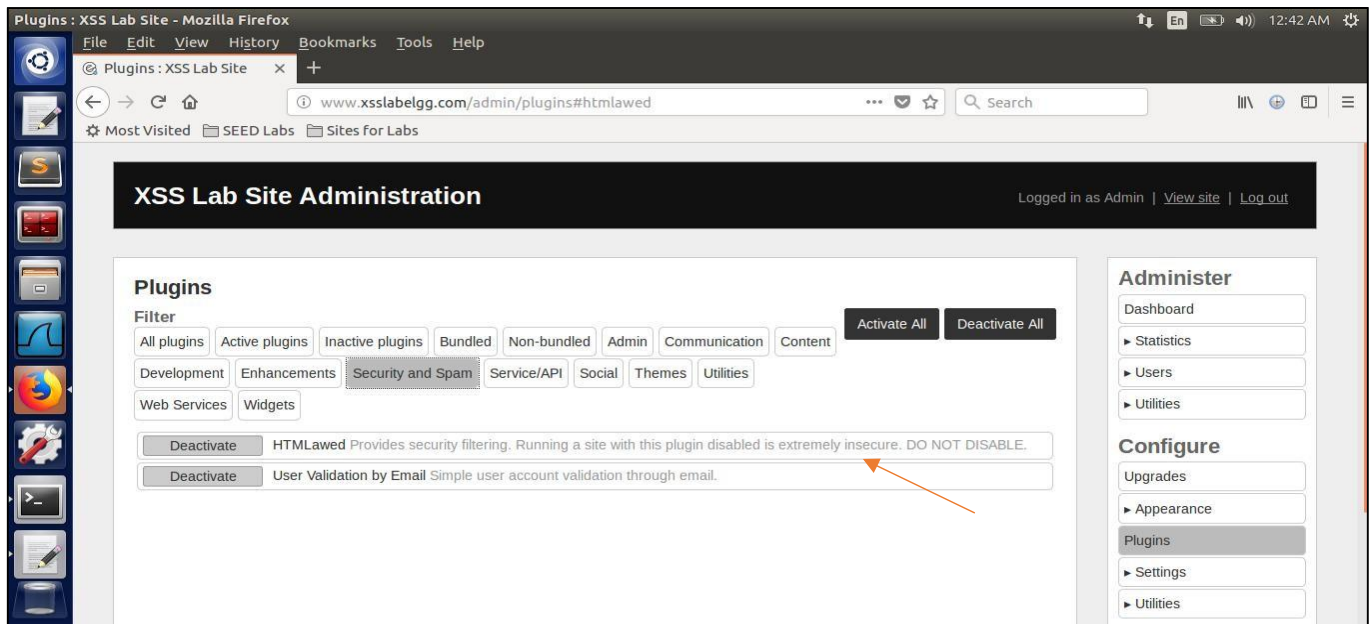 Plugins : XSS Lab Site - Mozilla Firefox
En
12:42 AM
File Edit View History Bookmarks Tools Help
Plugins : XSS Lab Site
www.xsslabelgg.com/admin/plugins#htmlawed
Search
Most Visited SEED Labs Sites for Labs
XSS Lab Site Administration
Logged in as Admin | View site | Log out
Plugins
Filter
Activate All Deactivate All
All plugins Active plugins Inactive plugins Bundled Non-bundled Admin Communication Content
Development Enhancements Security and Spam Service/API Social Themes Utilities
Web Services Widgets
Deactivate HTMLawed Provides security filtering. Running a site with this plugin disabled is extremely insecure. DO NOT DISABLE.
Deactivate User Validation by Email Simple user account validation through email.
Administer
Dashboard
▸ Statistics
▸ Users
▸ Utilities
Configure
Upgrades
▸ Appearance
Plugins
▸ Settings
▸ Utilities